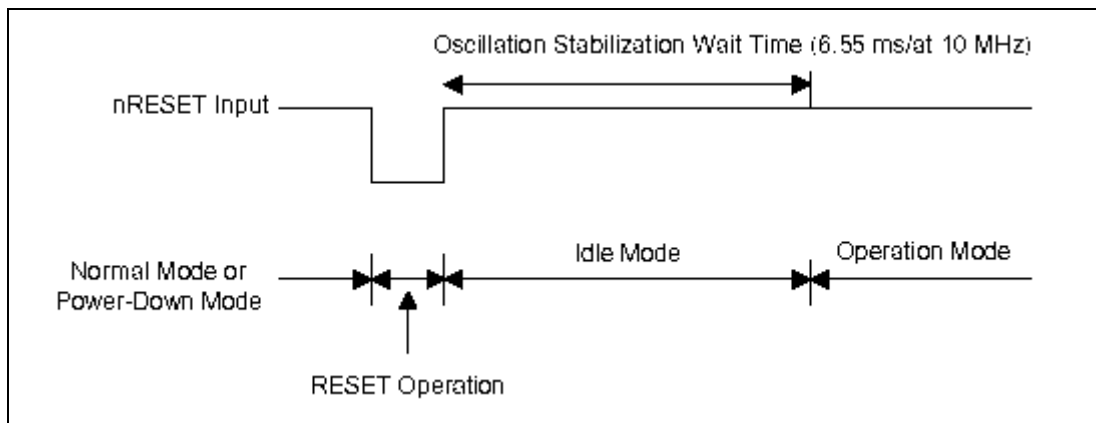 Oscillation Stabilization Wait Time (6.55 ms/at 10 MHz)
nRESET Input
Idle Mode
Operation Mode
Normal Mode or
Power-Down Mode
RESET Operation